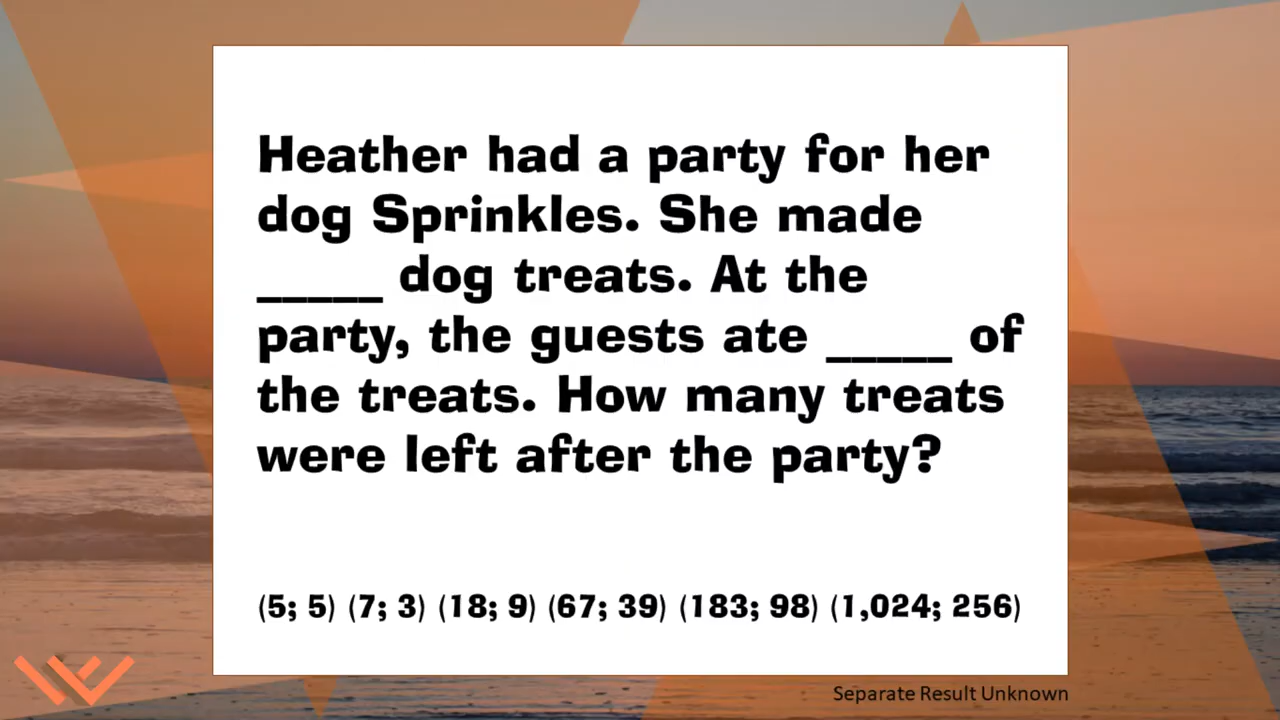 Heather had a party for her
dog Sprinkles. She made
_____ dog treats. At the
party, the guests ate _____ of
the treats. How many treats
were left after the party?
(5; 5) (7; 3) (18; 9) (67; 39) (183; 98) (1,024; 256)
Separate Result Unknown